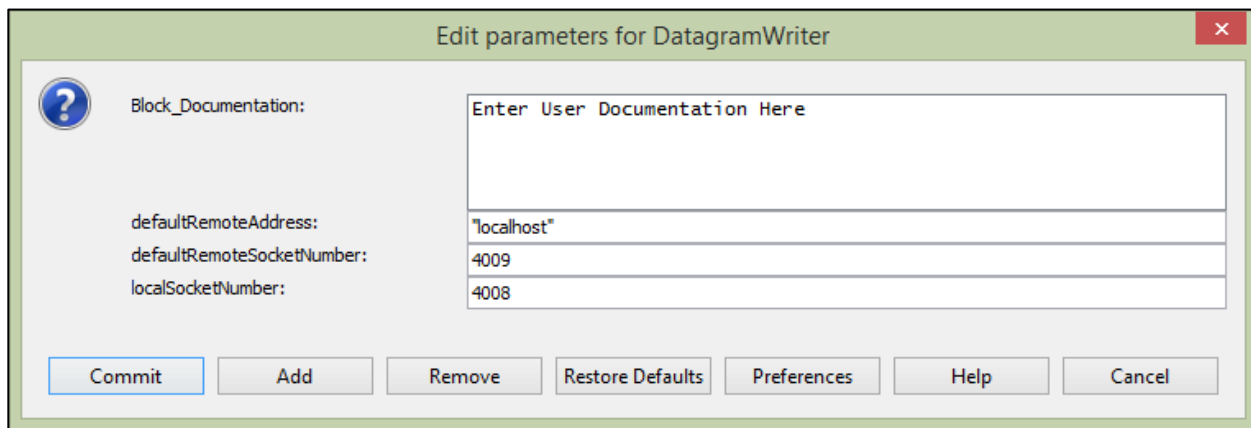 Edit parameters for DatagramWriter
Block_Documentation:
Enter User Documentation Here
defaultRemoteAddress:
"localhost"
defaultRemoteSocketNumber:
4009
localSocketNumber:
4008
Commit
Add
Remove
Restore Defaults
Preferences
Help
Cancel